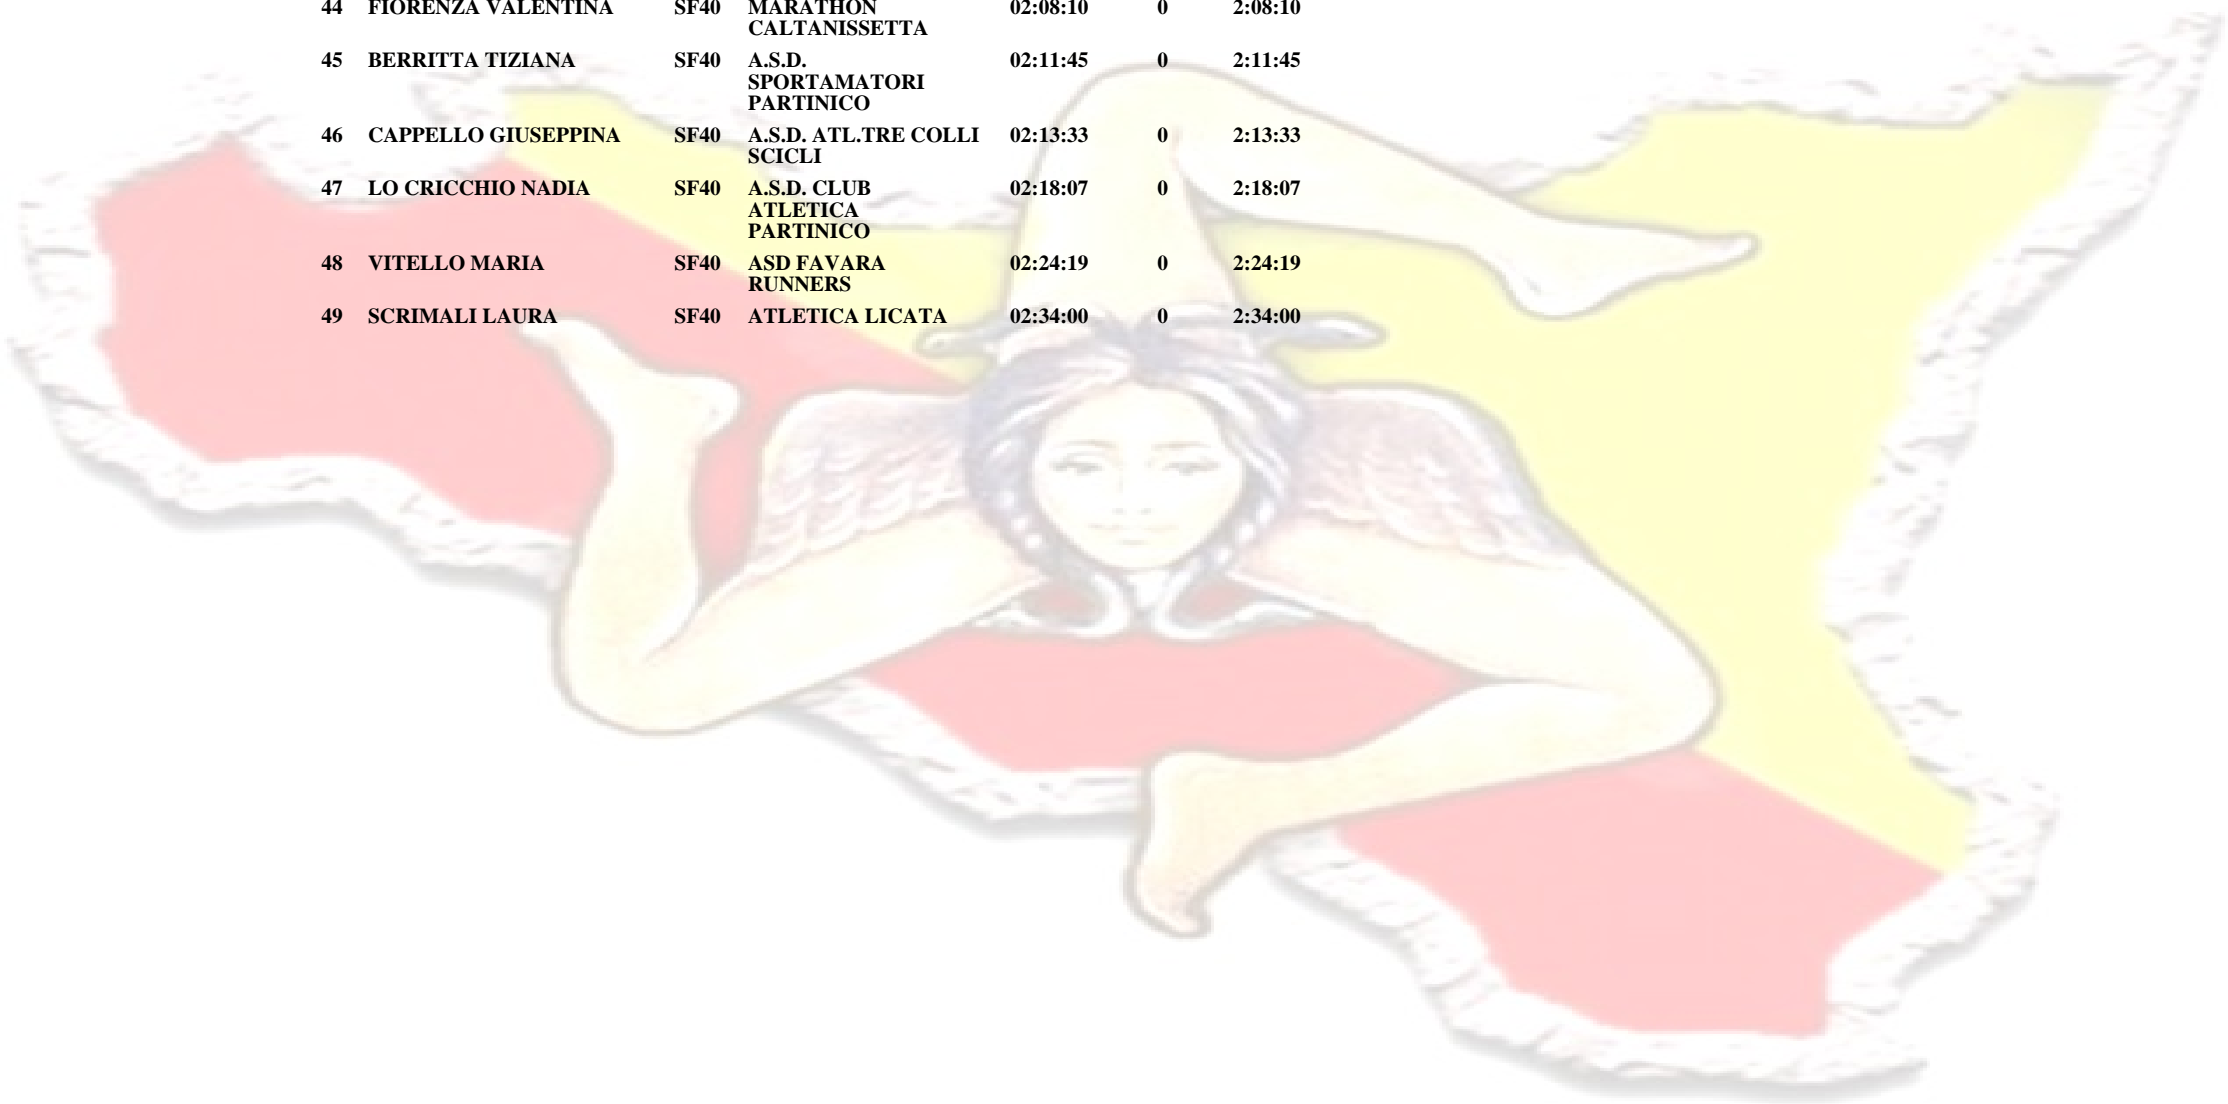 44 FIORENZA VALENTINA SF40 MARATHON 02:08:10 0 2:08:10
CALTANISSETTA
45 BERRITTA TIZIANA SF40 A.S.D. 02:11:45 0 2:11:45
SPORTAMATORI
PARTINICO
46 CAPPELLO GIUSEPPINA SF40 A.S.D. ATL.TRE COLLI 02:13:33 0 2:13:33
SCICLI
47 LO CRICCHIO NADIA SF40 A.S.D. CLUB 02:18:07 0 2:18:07
ATLETICA
PARTINICO
48 VITELLO MARIA SF40 ASD FAVARA 02:24:19 0 2:24:19
RUNNERS
49 SCRIMALI LAURA SF40 ATLETICA LICATA 02:34:00 0 2:34:00